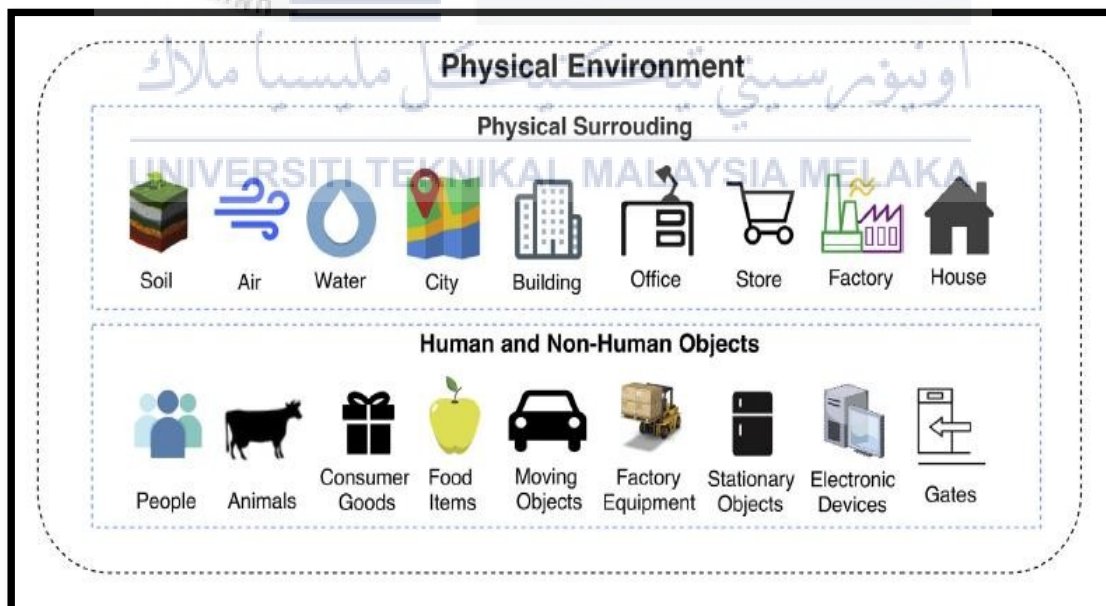 اونيۏرسيتي تيكنيكل مليسيا ملاك
Physical Environment
Physical Surrouding
UNIVERSITI TEKNIKAL MALAYSIA MELAKA
Soil Air Water City Building Office Store Factory House
Human and Non-Human Objects
People
Animals
Consumer
Goods
Food
Items
Moving
Objects
Factory
Equipment
Stationary
Objects
Electronic
Devices
Gates